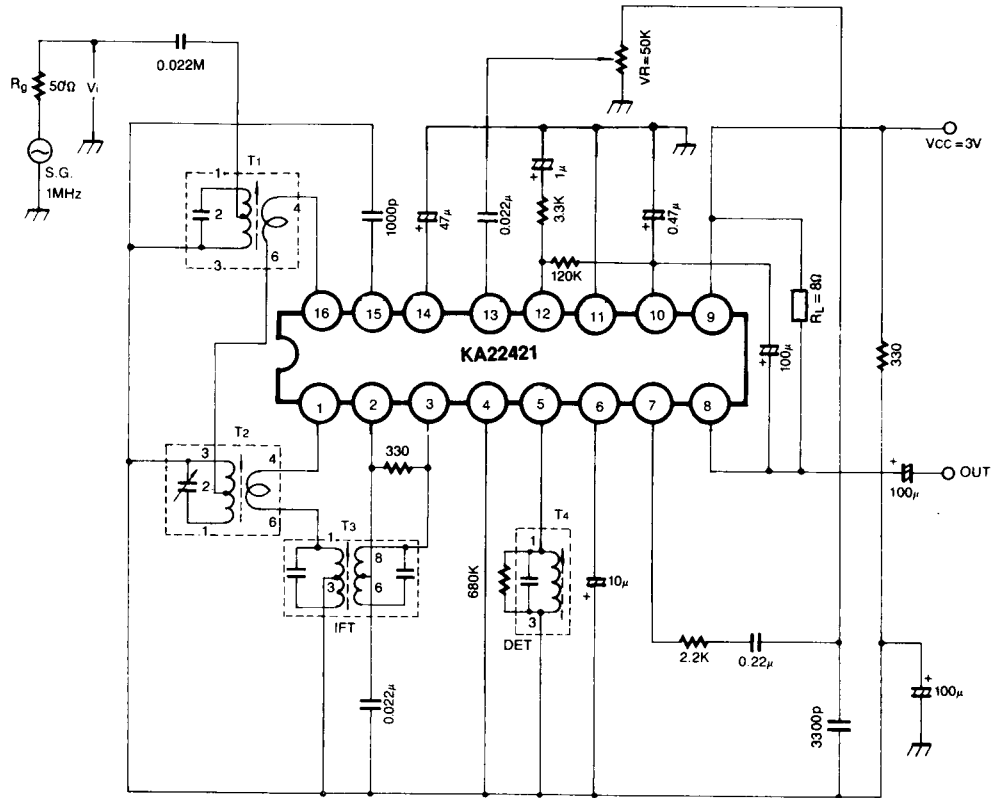 Rg
50Ω
Vi
0.022M
S.G.
1MHz
VR=50K
VCC=3V
T1
1
2
3
4
6
1000p
47μ
+
0.022μ
1μ
+
3.3K
120K
0.47μ
+
100μ
+
RL=8Ω
330
16
15
14
13
12
11
10
9
KA22421
1
2
3
4
5
6
7
8
T2
3
2
1
4
6
330
T3
1
3
8
6
IFT
0.022μ
T4
1
3
680K
DET
10μ
+
2.2K
0.22μ
3300p
+
100μ
OUT
+
100μ